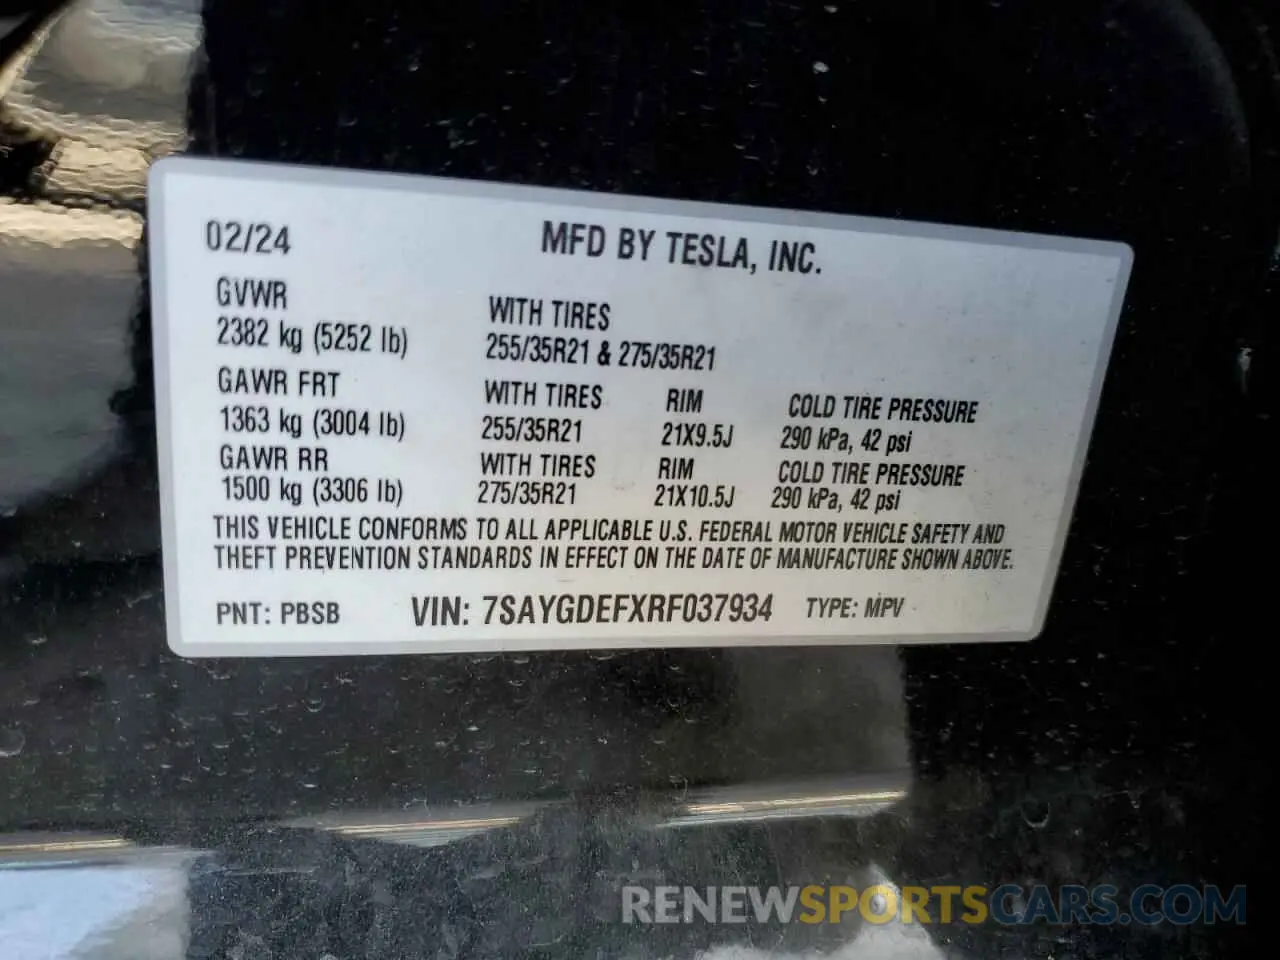 02/24 MFD BY TESLA, INC.
GVWR WITH TIRES
2382 kg (5252 lb) 255/35R21 & 275/35R21
GAWR FRT WITH TIRES RIM COLD TIRE PRESSURE
1363 kg (3004 lb) 255/35R21 21X9.5J 290 kPa, 42 psi
GAWR RR WITH TIRES RIM COLD TIRE PRESSURE
1500 kg (3306 lb) 275/35R21 21X10.5J 290 kPa, 42 psi
THIS VEHICLE CONFORMS TO ALL APPLICABLE U.S. FEDERAL MOTOR VEHICLE SAFETY AND
THEFT PREVENTION STANDARDS IN EFFECT ON THE DATE OF MANUFACTURE SHOWN ABOVE.
PNT: PBSB VIN: 7SAYGDEFXRF037934 TYPE: MPV
RENEWSPORTSCARS.COM